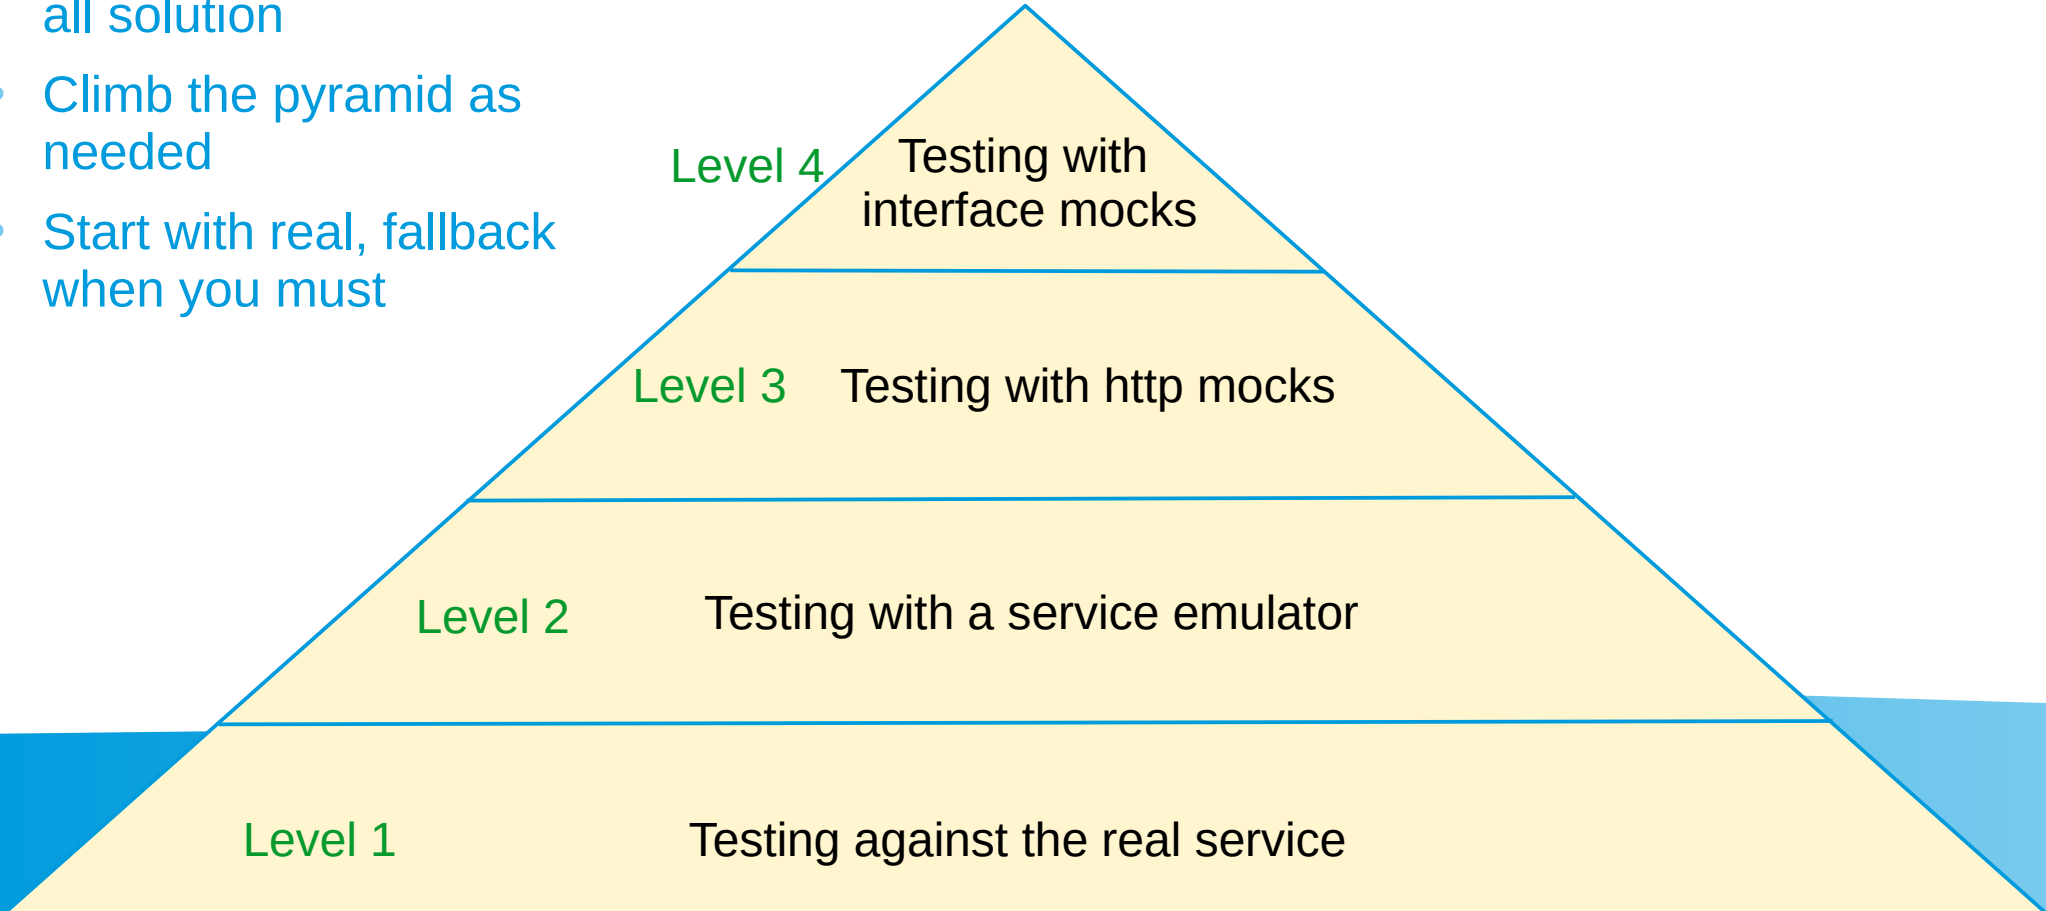 all solution
• Climb the pyramid as
needed
• Start with real, fallback
when you must
Level 4
Testing with
interface mocks
Level 3 Testing with http mocks
Level 2 Testing with a service emulator
Level 1 Testing against the real service